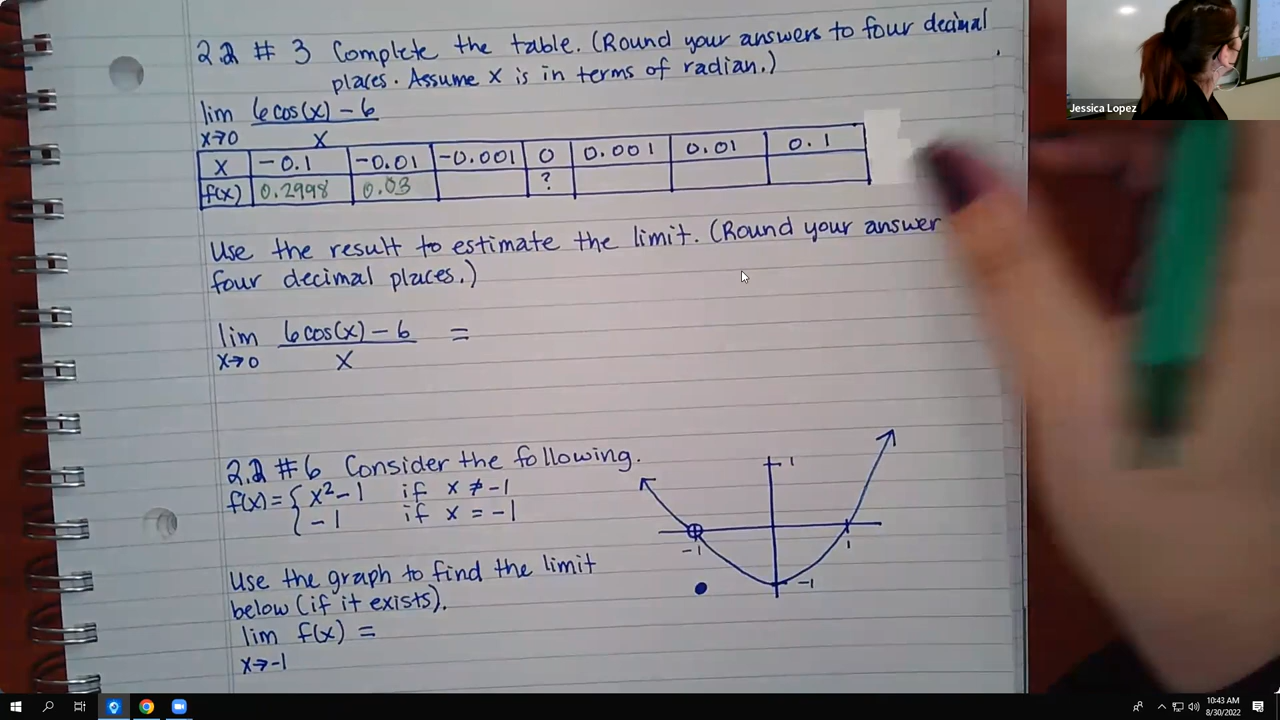 Jessica Lopez
2.2 # 3 Complete the table. (Round your answers to four decimal
places. Assume x is in terms of radian.)
lim 6cos(x) - 6
x→0 x
x -0.1 -0.01 -0.001 0 0.001 0.01 0.1
f(x) 0.2998 0.03 ?
Use the result to estimate the limit. (Round your answer
four decimal places.)
lim 6cos(x) - 6 =
x→0 x
2.2 #6 Consider the following.
f(x) = { x²-1 if x ≠ -1
-1 if x = -1
1
-1 1
-1
Use the graph to find the limit
below (if it exists).
lim f(x) =
x→-1
10:43 AM
8/30/2022